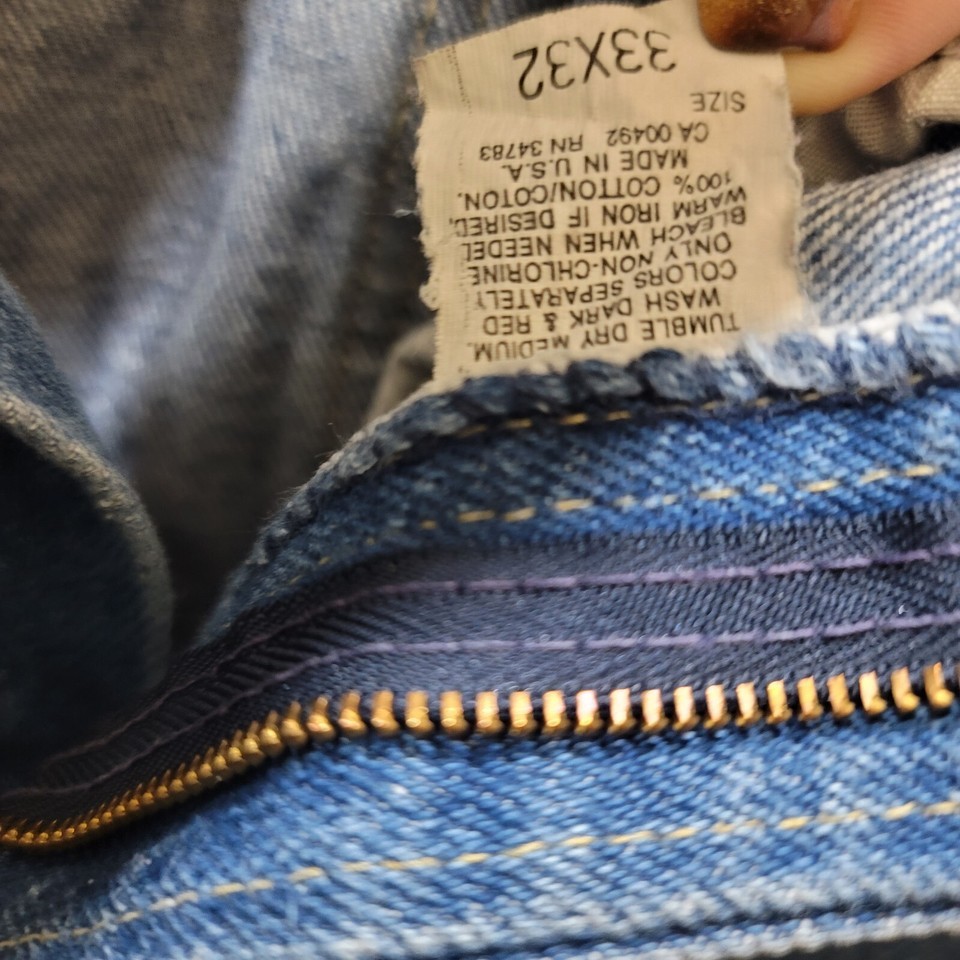 TUMBLE DRY MEDIUM.
WASH DARK & RED
COLORS SEPARATELY
ONLY NON-CHLORINE
BLEACH WHEN NEEDED
WARM IRON IF DESIRED.
100% COTTON/COTON.
MADE IN U.S.A.
CA 00492 RN 34783
SIZE
33X32